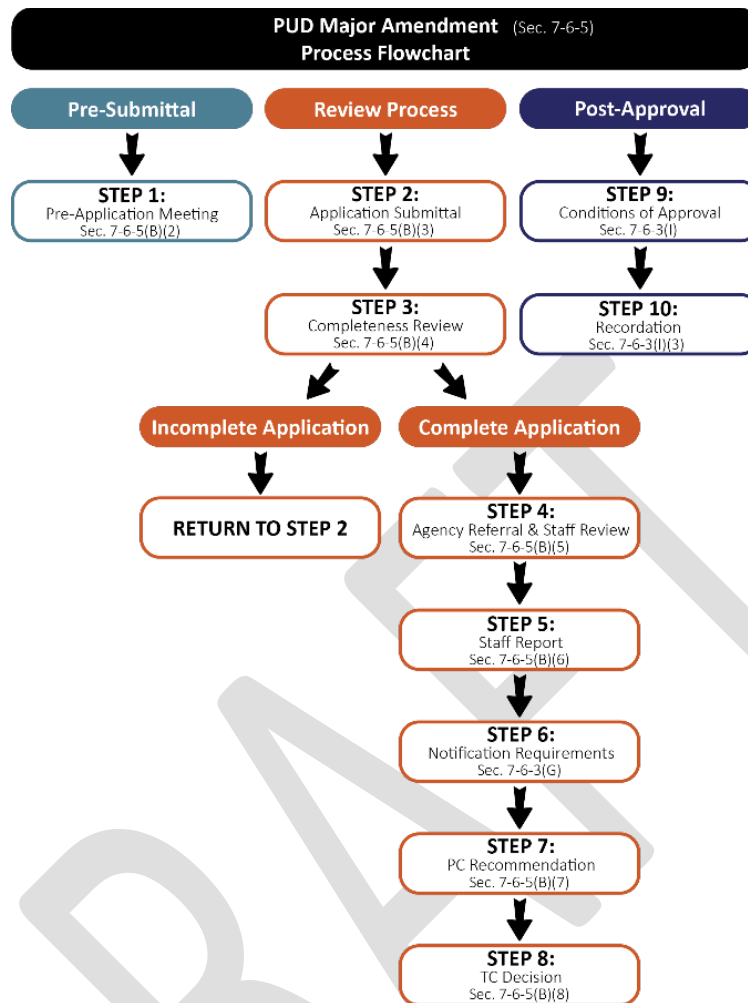 PUD Major Amendment (Sec. 7-6-5)
Process Flowchart
Pre-Submittal
STEP 1:
Pre-Application Meeting
Sec. 7-6-5(B)(2)
Review Process
STEP 2:
Application Submittal
Sec. 7-6-5(B)(3)
STEP 3:
Completeness Review
Sec. 7-6-5(B)(4)
Incomplete Application
RETURN TO STEP 2
Complete Application
STEP 4:
Agency Referral & Staff Review
Sec. 7-6-5(B)(5)
STEP 5:
Staff Report
Sec. 7-6-5(B)(6)
STEP 6:
Notification Requirements
Sec. 7-6-3(G)
STEP 7:
PC Recommendation
Sec. 7-6-5(B)(7)
STEP 8:
TC Decision
Sec. 7-6-5(B)(8)
Post-Approval
STEP 9:
Conditions of Approval
Sec. 7-6-3(I)
STEP 10:
Recordation
Sec. 7-6-3(I)(3)
DRAFT